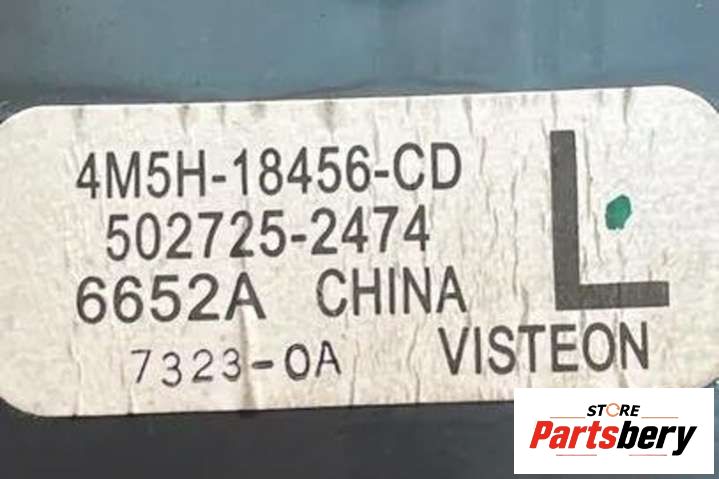 4M5H-18456-CD
502725-2474
L
6652A CHINA
7323-0A VISTEON
STORE
Partsbery